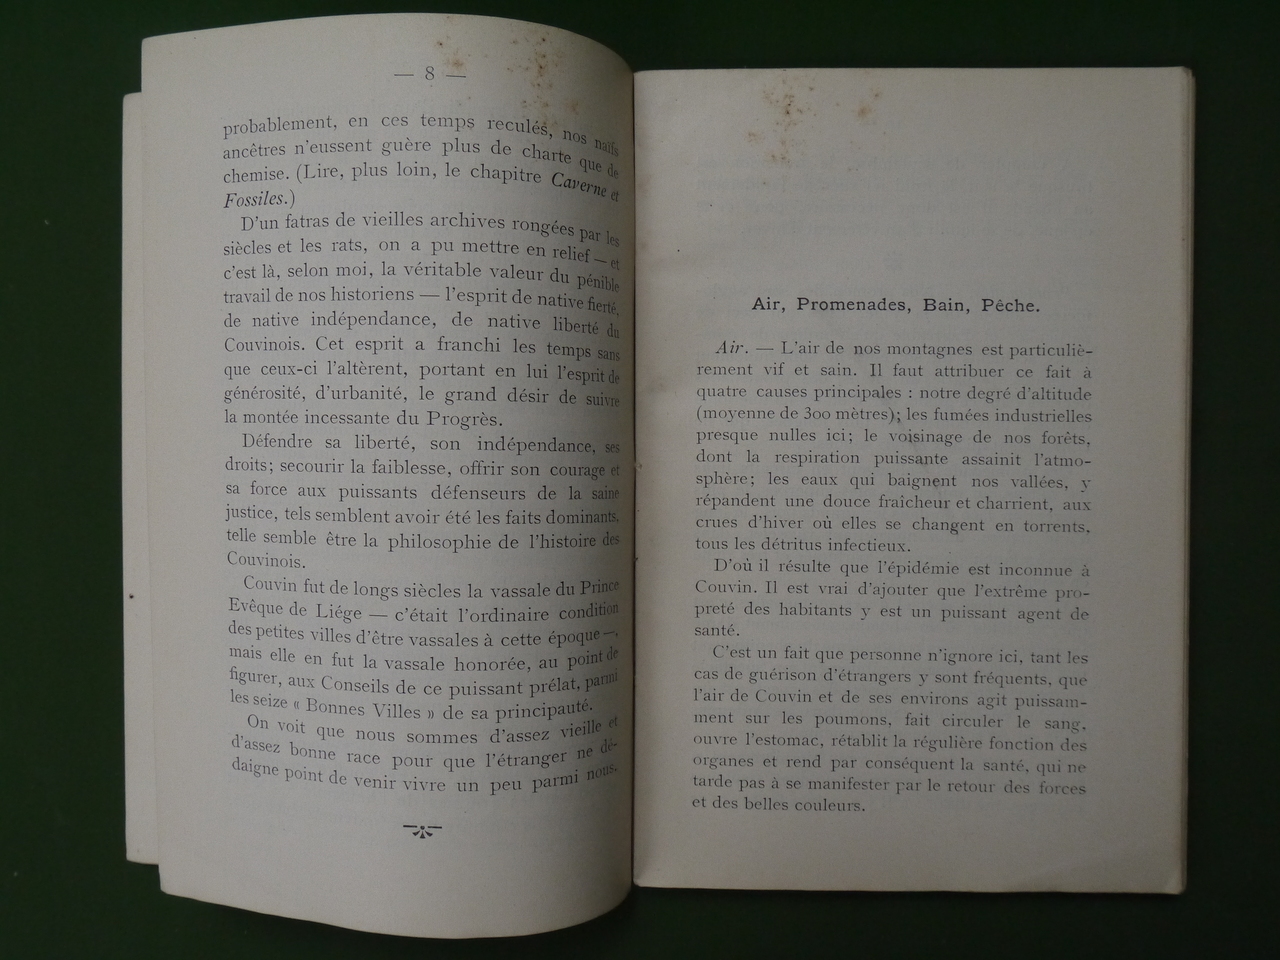 — 8 —
probablement, en ces temps reculés, nos naïfs
ancêtres n'eussent guère plus de charte que de
chemise. (Lire, plus loin, le chapitre Caverne et
Fossiles.)
D'un fatras de vieilles archives rongées par les
siècles et les rats, on a pu mettre en relief — et
c'est là, selon moi, la véritable valeur du pénible
travail de nos historiens — l'esprit de native fierté,
de native indépendance, de native liberté du
Couvinois. Cet esprit a franchi les temps sans
que ceux-ci l'altèrent, portant en lui l'esprit de
générosité, d'urbanité, le grand désir de suivre
la montée incessante du Progrès.
Défendre sa liberté, son indépendance, ses
droits; secourir la faiblesse, offrir son courage et
sa force aux puissants défenseurs de la saine
justice, tels semblent avoir été les faits dominants,
telle semble être la philosophie de l'histoire des
Couvinois.
Couvin fut de longs siècles la vassale du Prince
Evêque de Liége — c'était l'ordinaire condition
des petites villes d'être vassales à cette époque —,
mais elle en fut la vassale honorée, au point de
figurer, aux Conseils de ce puissant prélat, parmi
les seize « Bonnes Villes » de sa principauté.
On voit que nous sommes d'assez vieille et
d'assez bonne race pour que l'étranger ne dé-
daigne point de venir vivre un peu parmi nous.
Air, Promenades, Bain, Pêche.
Air. — L'air de nos montagnes est particuliè-
rement vif et sain. Il faut attribuer ce fait à
quatre causes principales : notre degré d'altitude
(moyenne de 300 mètres); les fumées industrielles
presque nulles ici; le voisinage de nos forêts,
dont la respiration puissante assainit l'atmo-
sphère; les eaux qui baignent nos vallées, y
répandent une douce fraîcheur et charrient, aux
crues d'hiver où elles se changent en torrents,
tous les détritus infectieux.
D'où il résulte que l'épidémie est inconnue à
Couvin. Il est vrai d'ajouter que l'extrême pro-
preté des habitants y est un puissant agent de
santé.
C'est un fait que personne n'ignore ici, tant les
cas de guérison d'étrangers y sont fréquents, que
l'air de Couvin et de ses environs agit puissam-
ment sur les poumons, fait circuler le sang,
ouvre l'estomac, rétablit la régulière fonction des
organes et rend par conséquent la santé, qui ne
tarde pas à se manifester par le retour des forces
et des belles couleurs.